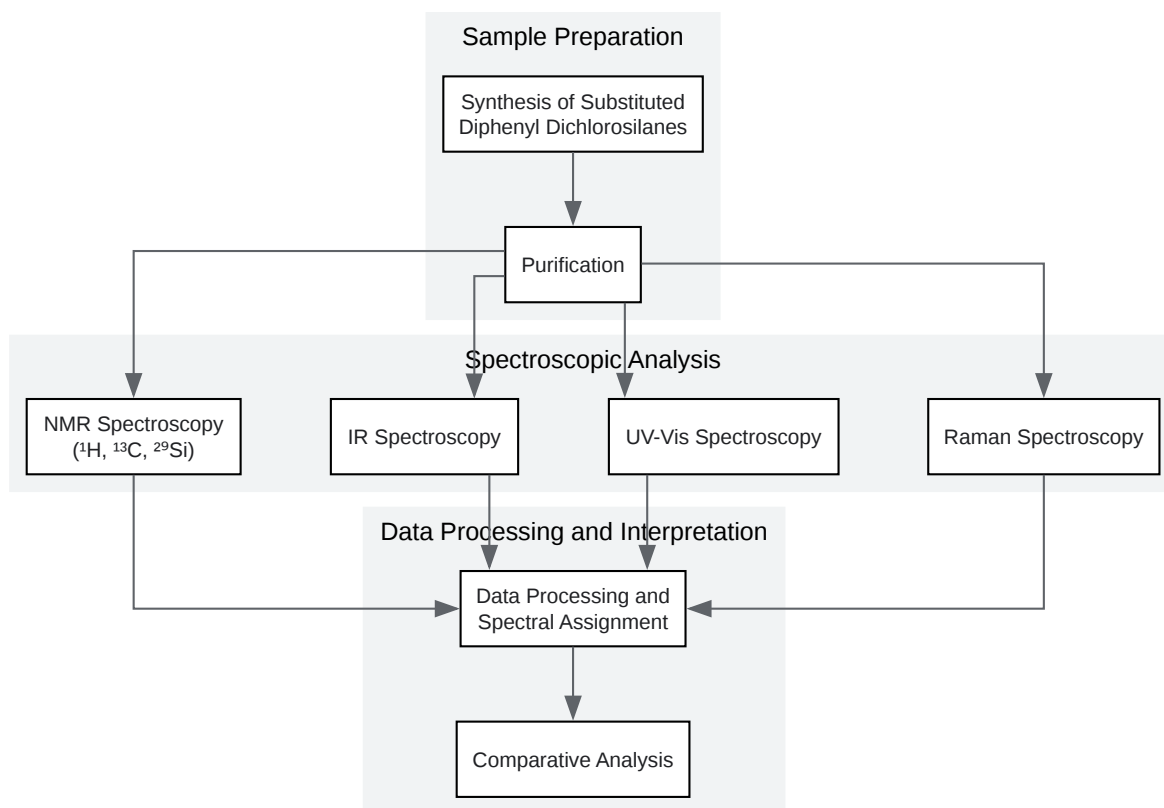 Sample Preparation
Synthesis of Substituted
Diphenyl Dichlorosilanes
Purification
Spectroscopic Analysis
NMR Spectroscopy
(¹H, ¹³C, ²⁹Si)
IR Spectroscopy
UV-Vis Spectroscopy
Raman Spectroscopy
Data Processing and Interpretation
Data Processing and
Spectral Assignment
Comparative Analysis